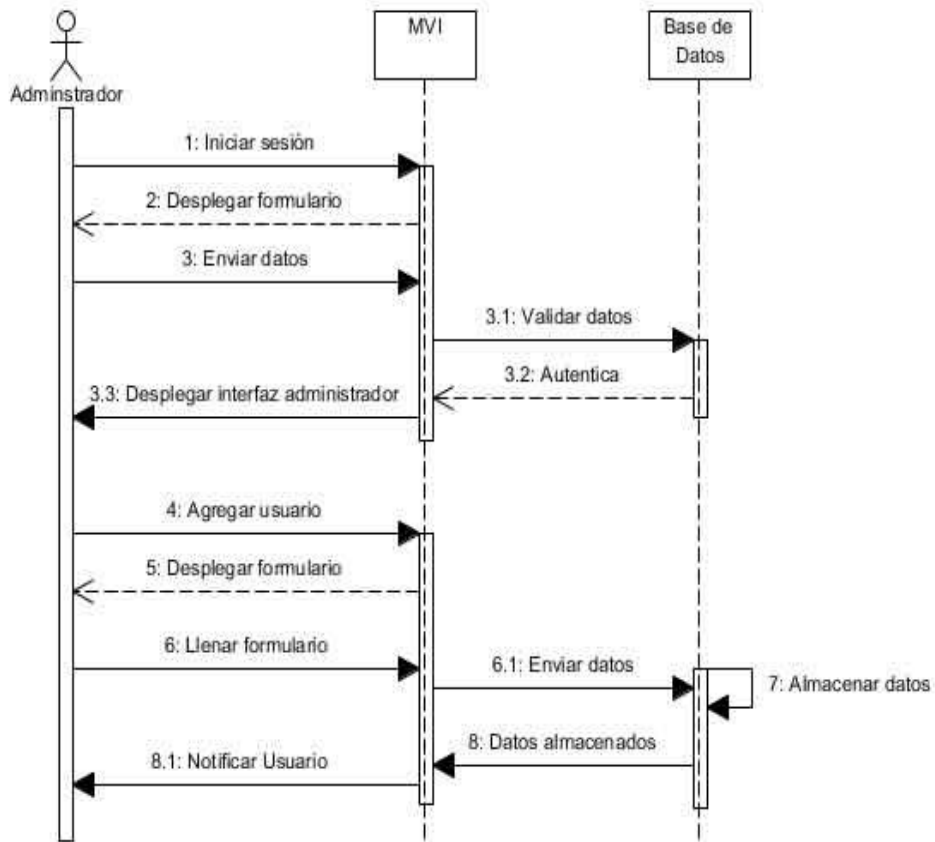 MVI
Base de
Datos
Adminstrador
1: Iniciar sesión
2: Desplegar formulario
3: Enviar datos
3.1: Validar datos
3.2: Autentica
3.3: Desplegar interfaz administrador
4: Agregar usuario
5: Desplegar formulario
6: Llenar formulario
6.1: Enviar datos
7: Almacenar datos
8: Datos almacenados
8.1: Notificar Usuario